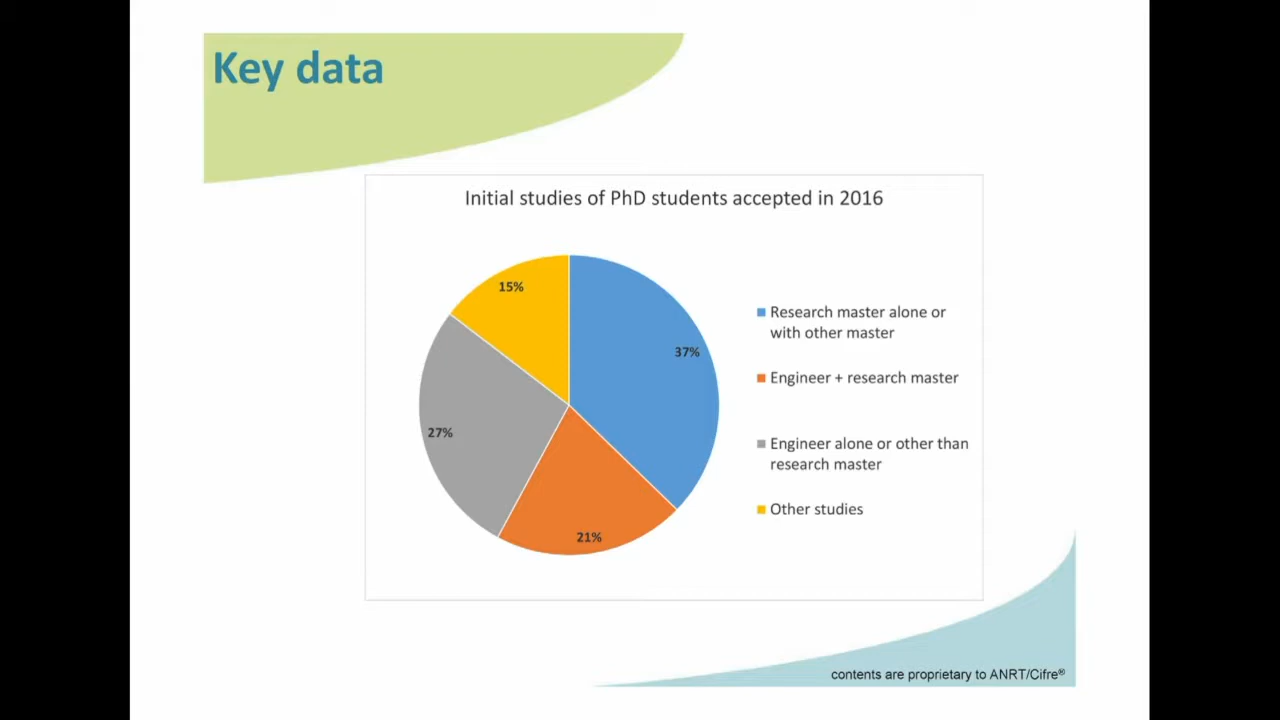 Key data
Initial studies of PhD students accepted in 2016
15%
37%
27%
21%
Research master alone or
with other master
Engineer + research master
Engineer alone or other than
research master
Other studies
contents are proprietary to ANRT/Cifre®